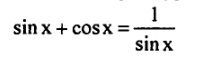 sin x + cos x = 1/sin x